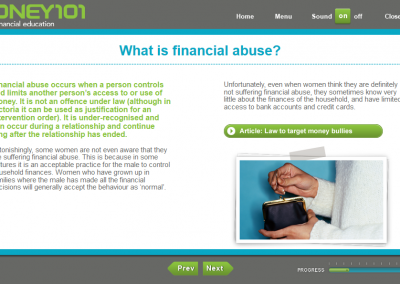 ONEY101
nancial education
Home
Menu
Sound
on
off
Close
What is financial abuse?
nancial abuse occurs when a person controls
d limits another person's access to or use of
oney. It is not an offence under law (although in
ctoria it can be used as justification for an
tervention order). It is under-recognised and
n occur during a relationship and continue
ng after the relationship has ended.
tonishingly, some women are not even aware that they
e suffering financial abuse. This is because in some
ltures it is an acceptable practice for the male to control
usehold finances. Women who have grown up in
milies where the male has made all the financial
cisions will generally accept the behaviour as 'normal'.
Unfortunately, even when women think they are definitely
not suffering financial abuse, they sometimes know very
little about the finances of the household, and have limited
access to bank accounts and credit cards.
Article: Law to target money bullies
Prev
Next
PROGRESS